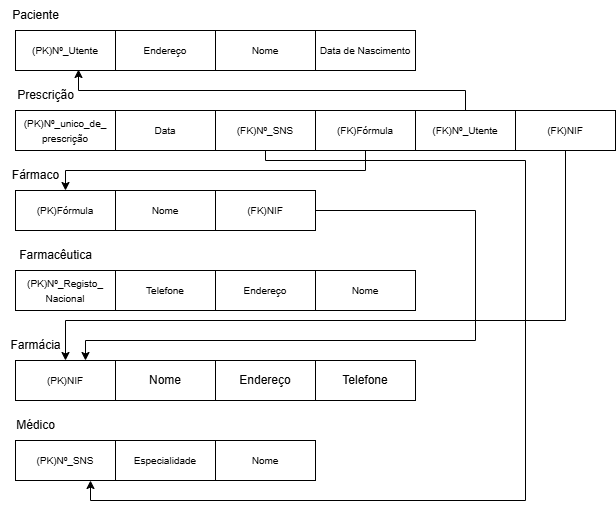 Paciente
(PK)Nº_Utente Endereço Nome Data de Nascimento
Prescrição
(PK)Nº_unico_de_
prescrição Data (FK)Nº_SNS (FK)Fórmula (FK)Nº_Utente (FK)NIF
Fármaco
(PK)Fórmula Nome (FK)NIF
Farmacêutica
(PK)Nº_Registo_
Nacional Telefone Endereço Nome
Farmácia
(PK)NIF Nome Endereço Telefone
Médico
(PK)Nº_SNS Especialidade Nome